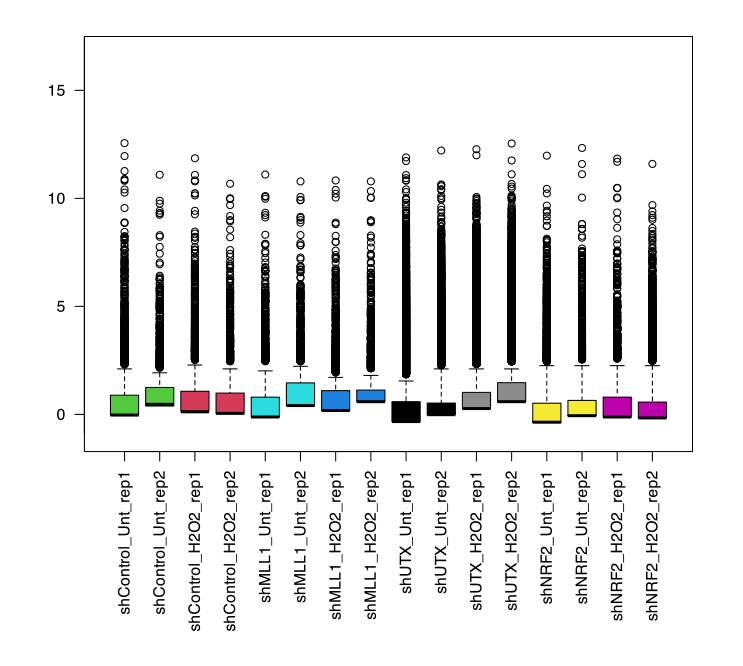 15
10
5
0
shControl_Unt_rep1
shControl_Unt_rep2
shControl_H2O2_rep1
shControl_H2O2_rep2
shMLL1_Unt_rep1
shMLL1_Unt_rep2
shMLL1_H2O2_rep1
shMLL1_H2O2_rep2
shUTX_Unt_rep1
shUTX_Unt_rep2
shUTX_H2O2_rep1
shUTX_H2O2_rep2
shNRF2_Unt_rep1
shNRF2_Unt_rep2
shNRF2_H2O2_rep1
shNRF2_H2O2_rep2